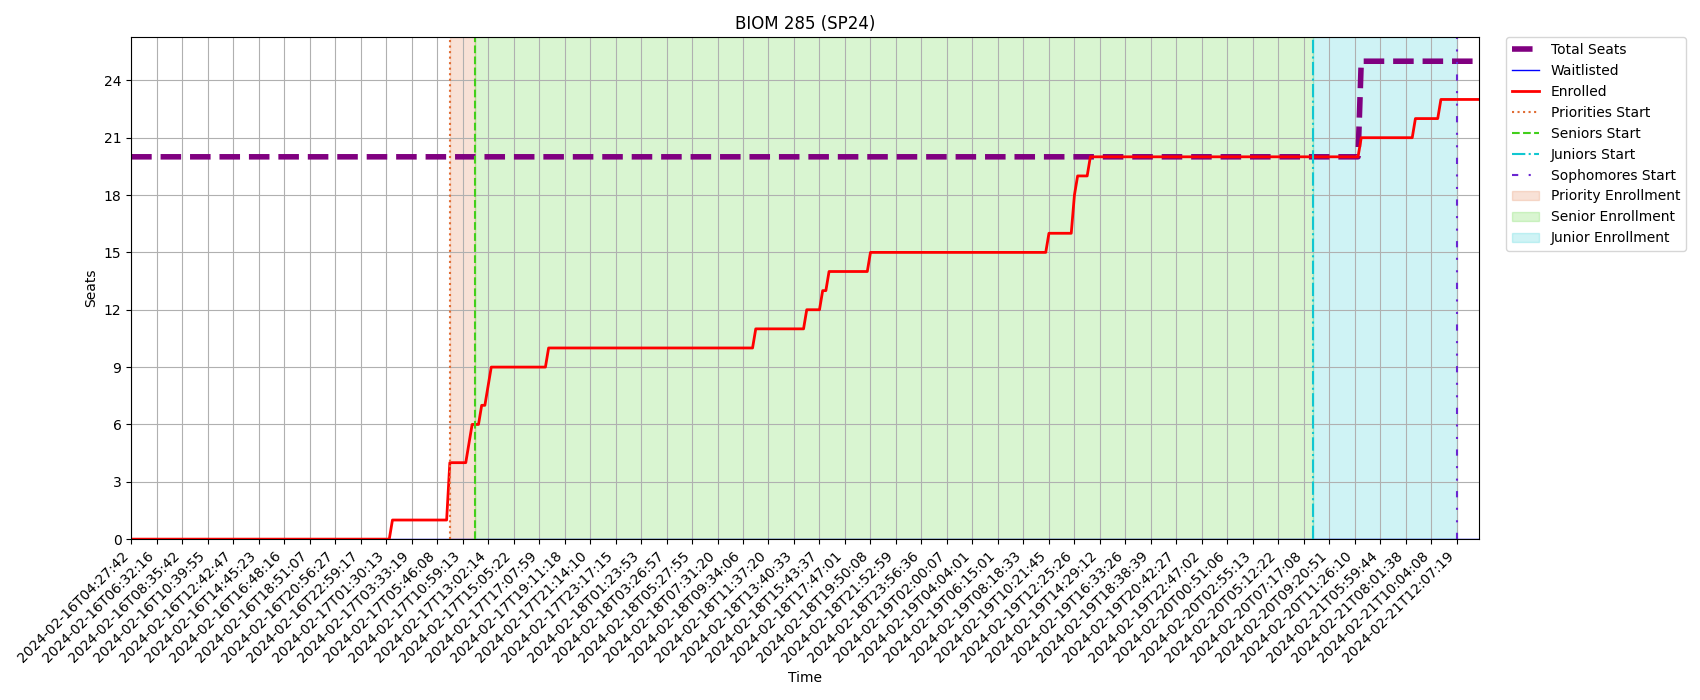 BIOM 285 (SP24)
Total Seats
Waitlisted
Enrolled
Priorities Start
Seniors Start
Juniors Start
Sophomores Start
Priority Enrollment
Senior Enrollment
Junior Enrollment
Seats
24
21
18
15
12
9
6
3
0
2024-02-16T04:27:42
2024-02-16T06:32:16
2024-02-16T08:35:42
2024-02-16T10:39:55
2024-02-16T12:42:47
2024-02-16T14:45:23
2024-02-16T16:48:16
2024-02-16T18:51:07
2024-02-16T20:56:27
2024-02-16T22:59:17
2024-02-17T01:30:13
2024-02-17T03:33:19
2024-02-17T05:46:08
2024-02-17T10:59:13
2024-02-17T13:02:14
2024-02-17T15:05:22
2024-02-17T17:07:59
2024-02-17T19:11:18
2024-02-17T21:14:10
2024-02-17T23:17:15
2024-02-18T01:23:53
2024-02-18T03:26:57
2024-02-18T05:27:55
2024-02-18T07:31:20
2024-02-18T09:34:06
2024-02-18T11:37:20
2024-02-18T13:40:33
2024-02-18T15:43:37
2024-02-18T17:47:01
2024-02-18T19:50:08
2024-02-18T21:52:59
2024-02-18T23:56:36
2024-02-19T02:00:07
2024-02-19T04:04:01
2024-02-19T06:15:01
2024-02-19T08:18:33
2024-02-19T10:21:45
2024-02-19T12:25:26
2024-02-19T14:29:12
2024-02-19T16:33:26
2024-02-19T18:38:39
2024-02-19T20:42:27
2024-02-19T22:47:02
2024-02-20T00:51:06
2024-02-20T02:55:13
2024-02-20T05:12:22
2024-02-20T07:17:08
2024-02-20T09:20:51
2024-02-20T11:26:10
2024-02-21T05:59:44
2024-02-21T08:01:38
2024-02-21T10:04:08
2024-02-21T12:07:19
Time